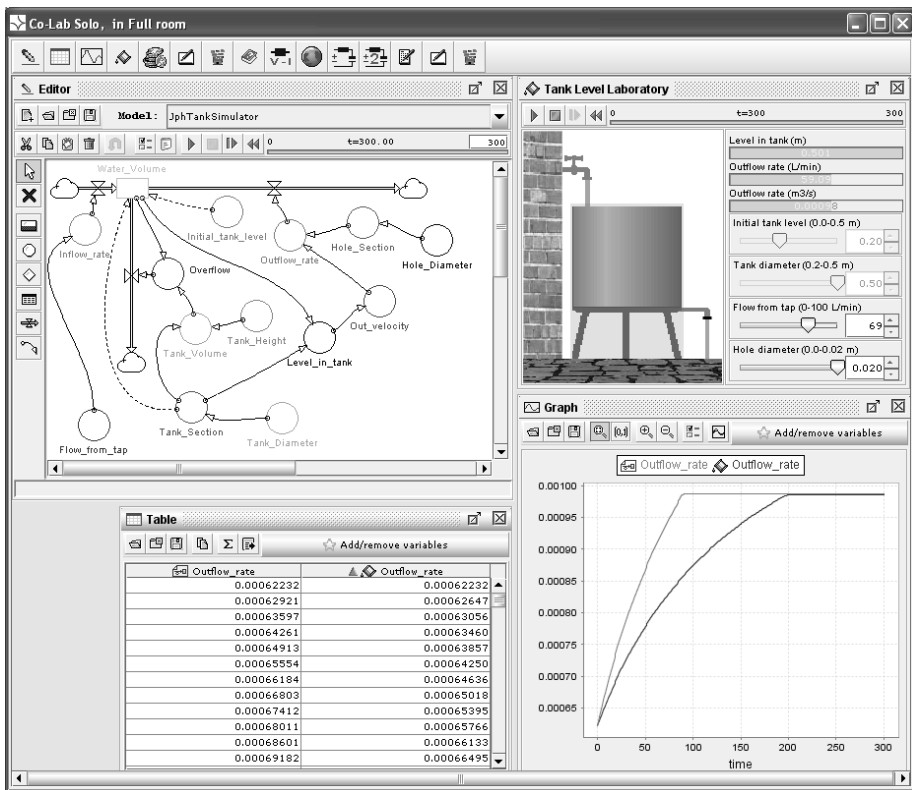 Co-Lab Solo, in Full room
V-I
Editor
Model: JphTankSimulator
0 t=300.00 300
Water_Volume
Inflow_rate
Initial_tank_level
Outflow_rate
Hole_Section
Hole_Diameter
Overflow
Out_velocity
Tank_Volume
Tank_Height
Level_in_tank
Tank_Section
Tank_Diameter
Flow_from_tap
Tank Level Laboratory
0 t=300 300
Level in tank (m)
0.501
Outflow rate (L/min)
Outflow rate (m3/s)
0.00098
Initial tank level (0.0-0.5 m)
0.20
Tank diameter (0.2-0.5 m)
0.50
Flow from tap (0-100 L/min)
69
Hole diameter (0.0-0.02 m)
0.020
Graph
Add/remove variables
Outflow_rate Outflow_rate
0.00100
0.00095
0.00090
0.00085
0.00080
0.00075
0.00070
0.00065
0 50 100 150 200 250 300
time
Table
Σ Add/remove variables
Outflow_rate Outflow_rate
0.00062232 0.00062232
0.00062921 0.00062647
0.00063597 0.00063056
0.00064261 0.00063460
0.00064913 0.00063857
0.00065554 0.00064250
0.00066184 0.00064636
0.00066803 0.00065018
0.00067412 0.00065395
0.00068011 0.00065766
0.00068601 0.00066133
0.00069182 0.00066495